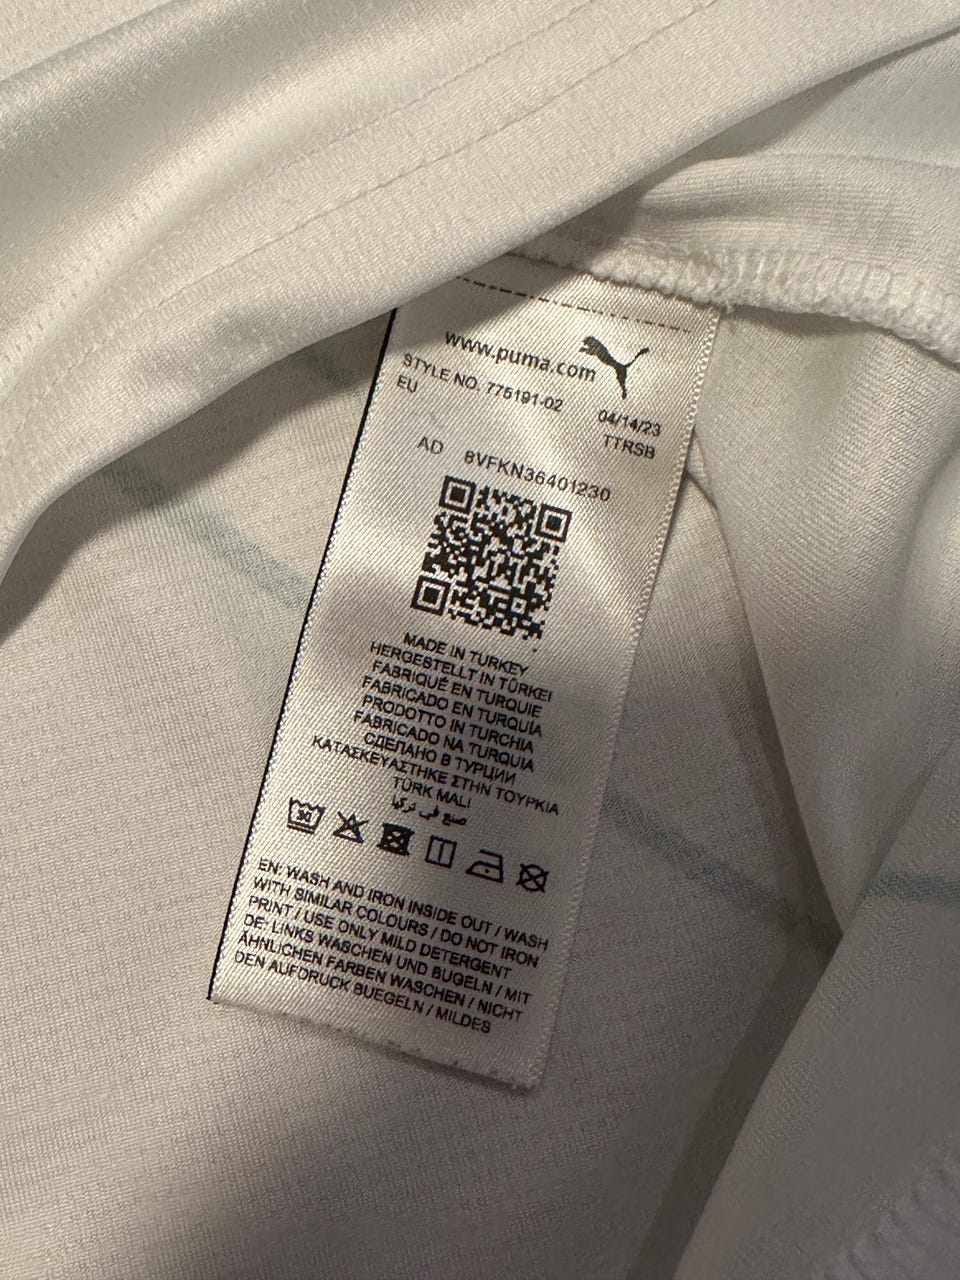 www.puma.com
STYLE NO. 775191-02 04/14/23
EU TTRSB
AD 8VFKN36401230
MADE IN TURKEY
HERGESTELLT IN TÜRKEI
FABRIQUÉ EN TURQUIE
FABRICADO EN TURQUÍA
PRODOTTO IN TURCHIA
FABRICADO NA TURQUIA
СДЕЛАНО В ТУРЦИИ
ΚΑΤΑΣΚΕΥΑΣΤΗΚΕ ΣΤΗΝ ΤΟΥΡΚΙΑ
TÜRK MALI
صنع في تركيا
30
EN: WASH AND IRON INSIDE OUT / WASH
WITH SIMILAR COLOURS / DO NOT IRON
PRINT / USE ONLY MILD DETERGENT
DE: LINKS WASCHEN UND BUGELN / MIT
ÄHNLICHEN FARBEN WASCHEN / NICHT
DEN AUFDRUCK BUEGELN / MILDES